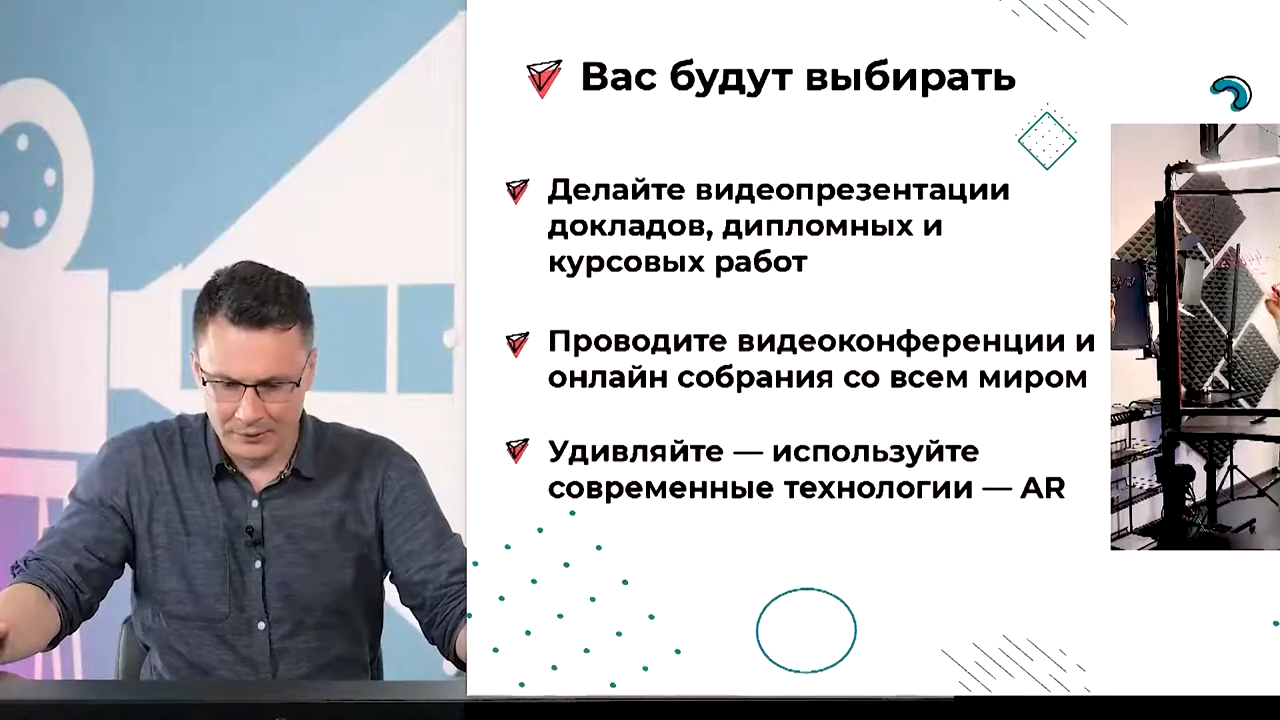 Вас будут выбирать
Делайте видеопрезентации
докладов, дипломных и
курсовых работ
Проводите видеоконференции и
онлайн собрания со всем миром
Удивляйте — используйте
современные технологии — AR